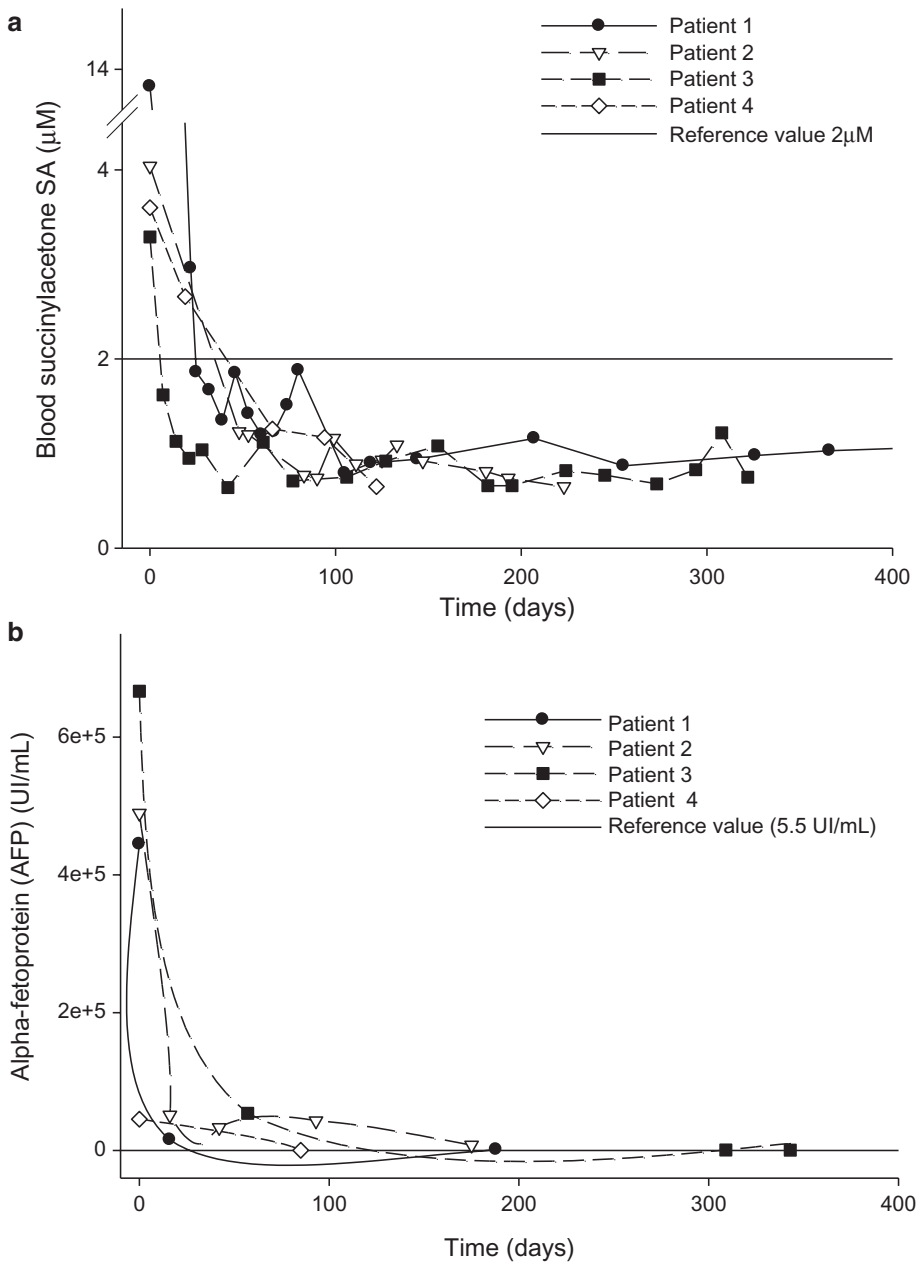 a
Patient 1
Patient 2
Patient 3
Patient 4
Reference value 2μM
14
4
2
0
Blood succinylacetone SA (μM)
0 100 200 300 400
Time (days)
b
Patient 1
Patient 2
Patient 3
Patient 4
Reference value (5.5 UI/mL)
6e+5
4e+5
2e+5
0
Alpha-fetoprotein (AFP) (UI/mL)
0 100 200 300 400
Time (days)